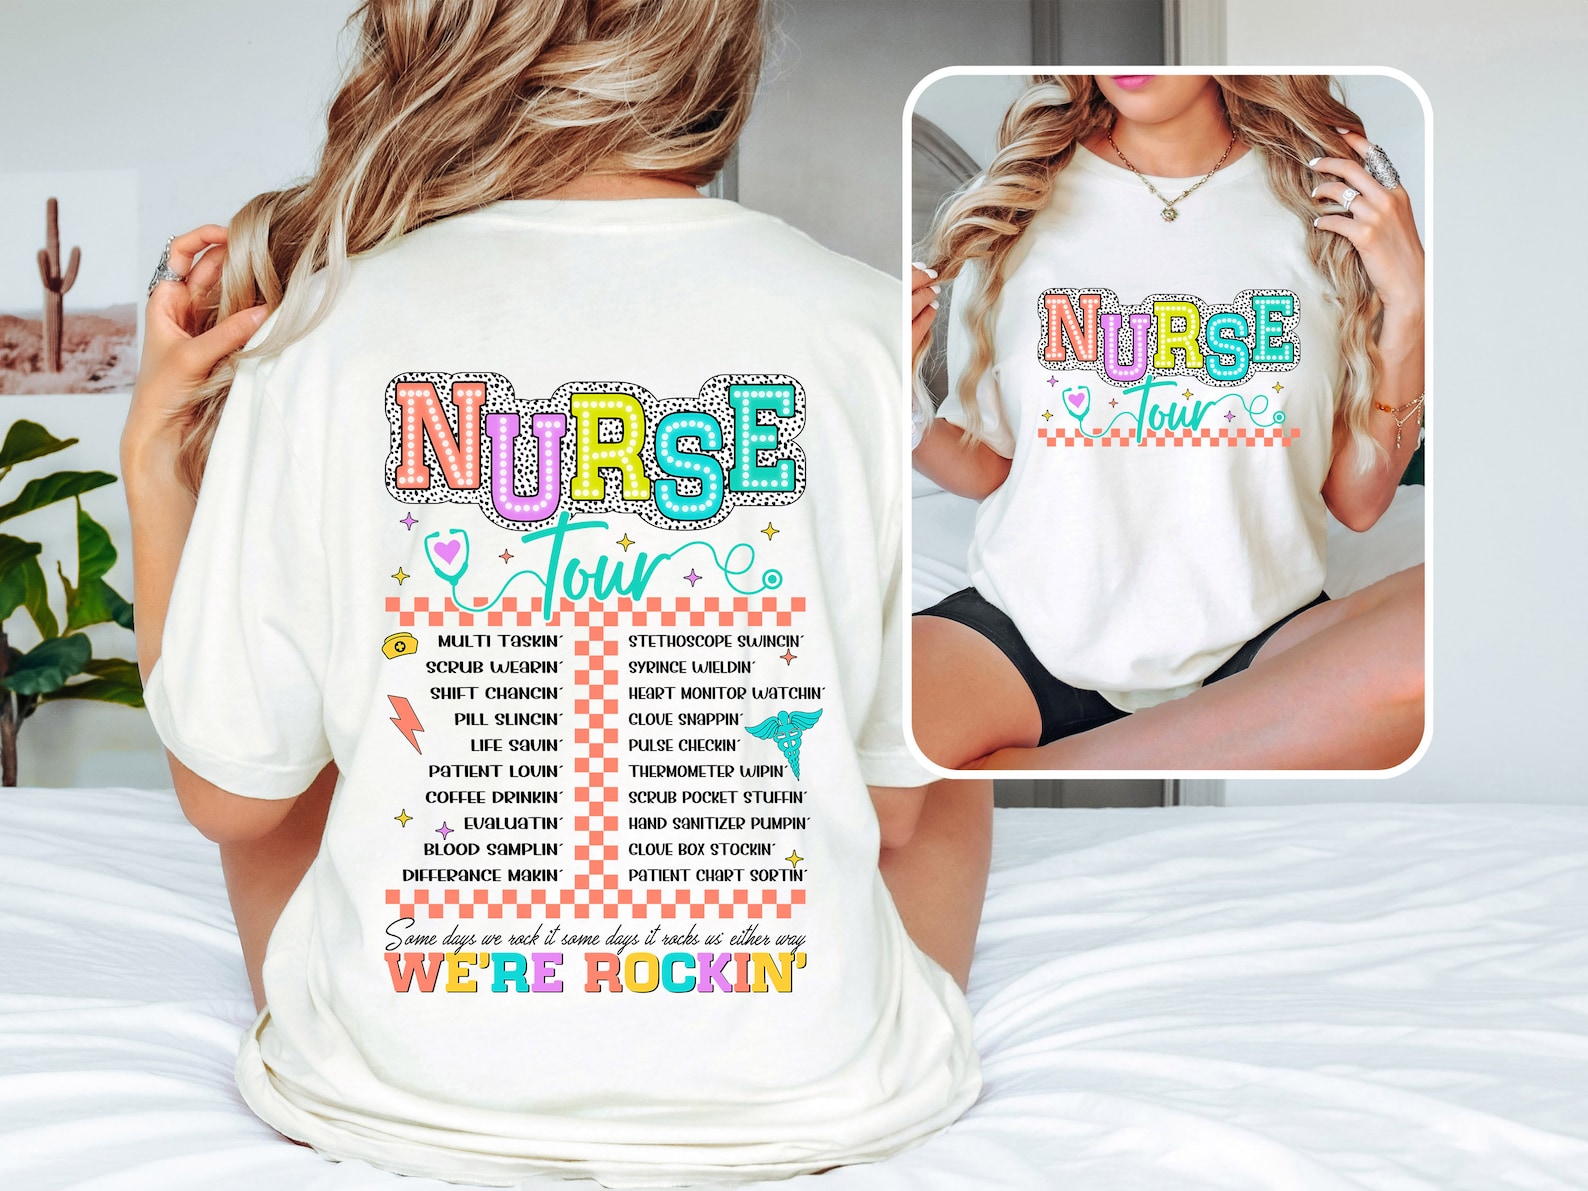 NURSE
Tour
MULTI TASKIN´
SCRUB WEARIN´
SHIFT CHANGIN´
PILL SLINGIN´
LIFE SAVIN´
PATIENT LOVIN´
COFFEE DRINKIN´
EVALUATIN´
BLOOD SAMPLIN´
DIFFERANCE MAKIN´
STETHOSCOPE SWINGIN´
SYRINGE WIELDIN´
HEART MONITOR WATCHIN´
GLOVE SNAPPIN´
PULSE CHECKIN´
THERMOMETER WIPIN´
SCRUB POCKET STUFFIN´
HAND SANITIZER PUMPIN´
GLOVE BOX STOCKIN´
PATIENT CHART SORTIN´
Some days we rock it some days it rocks us' either way
WE'RE ROCKIN'
NURSE
Tour